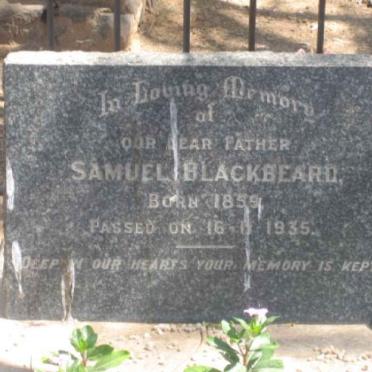 In Loving Memory
of
OUR DEAR FATHER
SAMUEL BLACKBEARD.
BORN 1859
PASSED ON 16-11 1935.
DEEP IN OUR HEARTS YOUR MEMORY IS KEPT